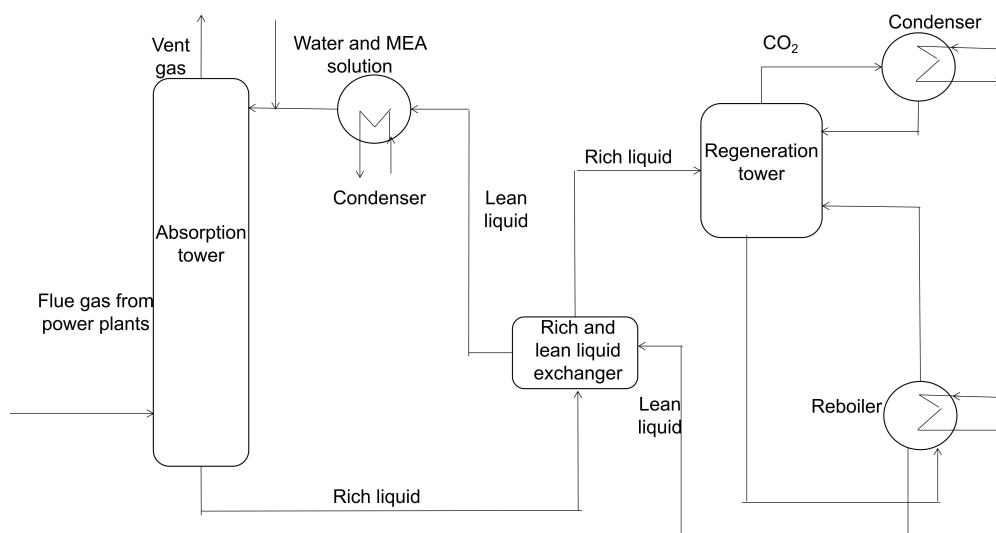 Vent
gas
Water and MEA
solution
Condenser
Absorption
tower
Flue gas from
power plants
Lean
liquid
Rich liquid
CO₂
Condenser
Regeneration
tower
Rich and
lean liquid
exchanger
Lean
liquid
Reboiler
Rich liquid